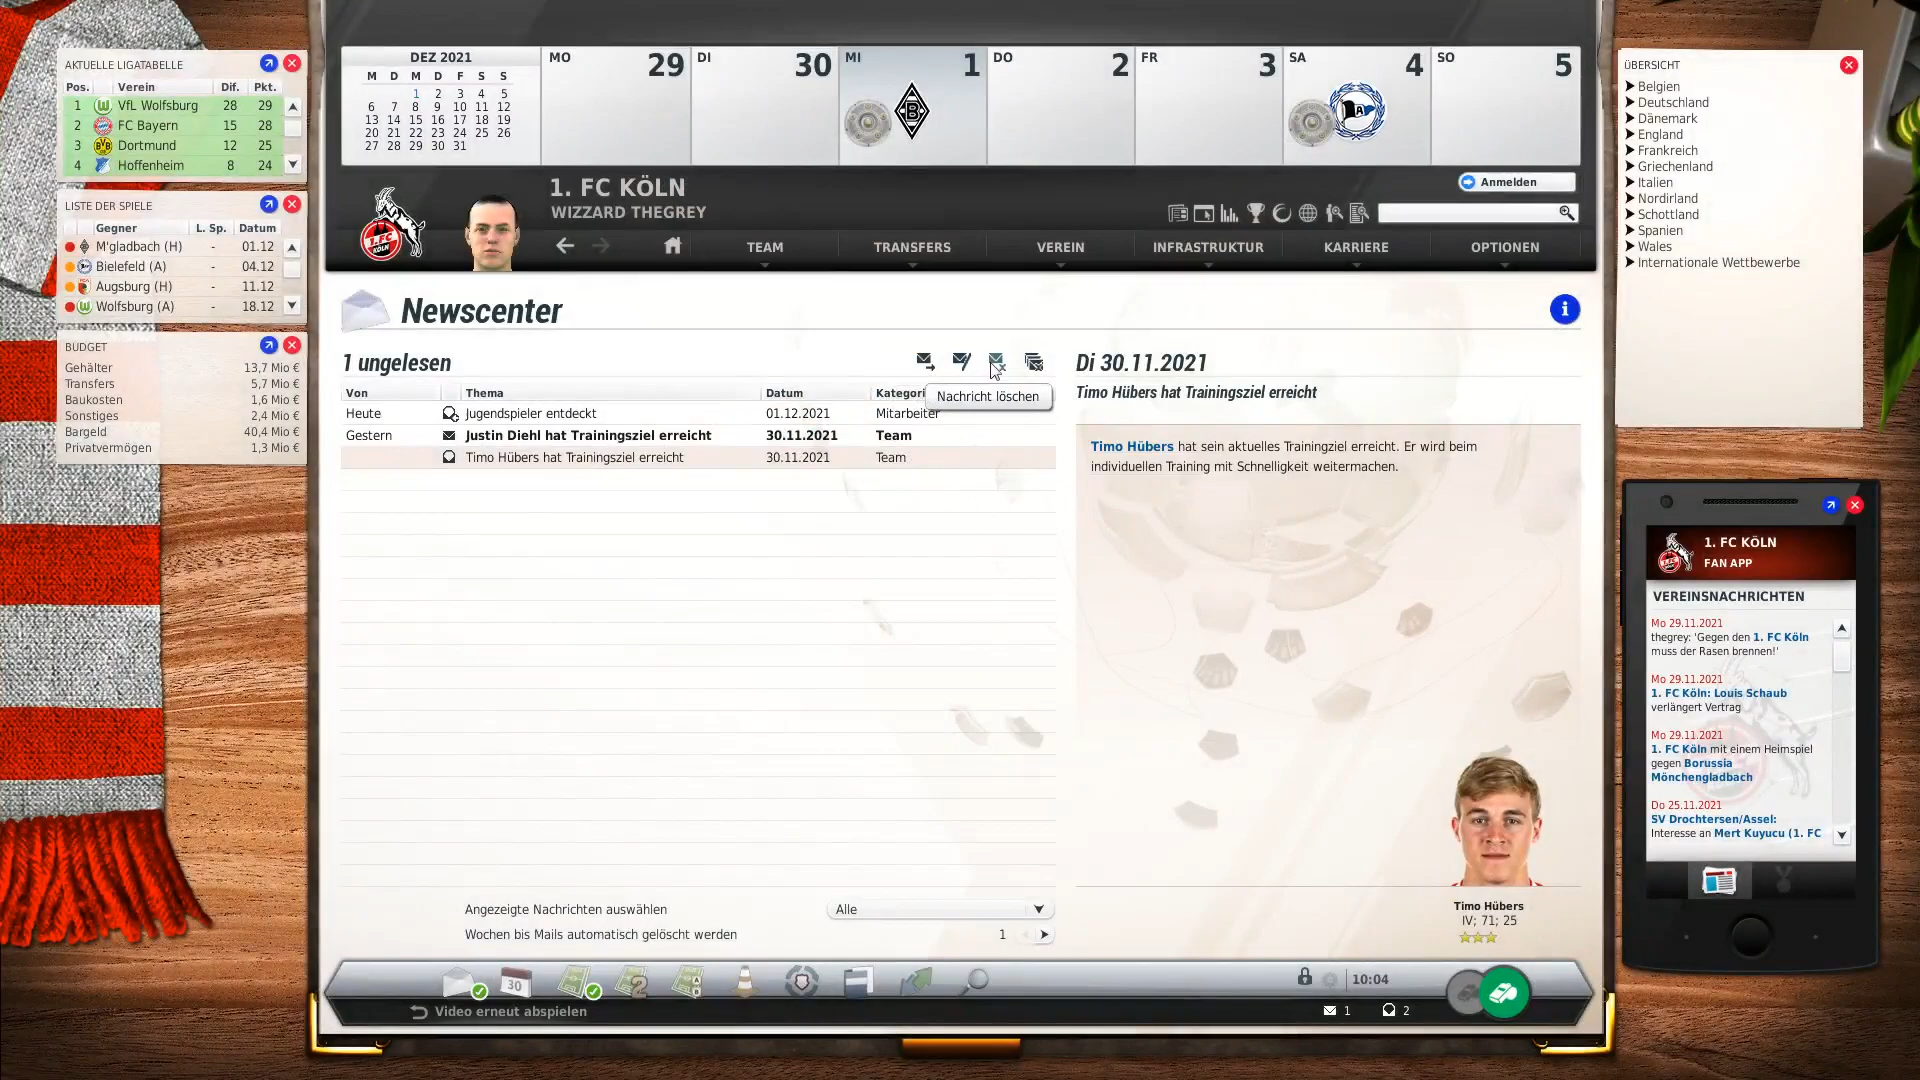 AKTUELLE LIGATABELLE
Pos. Verein Dif. Pkt.
1 VfL Wolfsburg 28 29
2 FC Bayern 15 28
3 Dortmund 12 25
4 Hoffenheim 8 24
LISTE DER SPIELE
Gegner L. Sp. Datum
M'gladbach (H) - 01.12
Bielefeld (A) - 04.12
Augsburg (H) - 11.12
Wolfsburg (A) - 18.12
BUDGET
Gehälter 13,7 Mio €
Transfers 5,7 Mio €
Baukosten 1,6 Mio €
Sonstiges 2,4 Mio €
Bargeld 40,4 Mio €
Privatvermögen 1,3 Mio €
DEZ 2021
M D M D F S S
1 2 3 4 5
6 7 8 9 10 11 12
13 14 15 16 17 18 19
20 21 22 23 24 25 26
27 28 29 30 31
MO 29 DI 30 MI 1 DO 2 FR 3 SA 4 SO 5
1. FC KÖLN
WIZZARD THEGREY
Anmelden
TEAM TRANSFERS VEREIN INFRASTRUKTUR KARRIERE OPTIONEN
Newscenter
1 ungelesen
Von Thema Datum Kategori
Nachricht löschen
Heute Jugendspieler entdeckt 01.12.2021 Mitarbeiter
Gestern Justin Diehl hat Trainingsziel erreicht 30.11.2021 Team
Timo Hübers hat Trainingsziel erreicht 30.11.2021 Team
Angezeigte Nachrichten auswählen Alle
Wochen bis Mails automatisch gelöscht werden 1
Di 30.11.2021
Timo Hübers hat Trainingsziel erreicht
Timo Hübers hat sein aktuelles Trainingziel erreicht. Er wird beim
individuellen Training mit Schnelligkeit weitermachen.
Timo Hübers
IV; 71; 25
30
2
10:04
Video erneut abspielen
1 2
ÜBERSICHT
Belgien
Deutschland
Dänemark
England
Frankreich
Griechenland
Italien
Nordirland
Schottland
Spanien
Wales
Internationale Wettbewerbe
1. FC KÖLN
FAN APP
VEREINSNACHRICHTEN
Mo 29.11.2021
thegrey: 'Gegen den 1. FC Köln
muss der Rasen brennen!'
Mo 29.11.2021
1. FC Köln: Louis Schaub
verlängert Vertrag
Mo 29.11.2021
1. FC Köln mit einem Heimspiel
gegen Borussia
Mönchengladbach
Do 25.11.2021
SV Drochtersen/Assel:
Interesse an Mert Kuyucu (1. FC